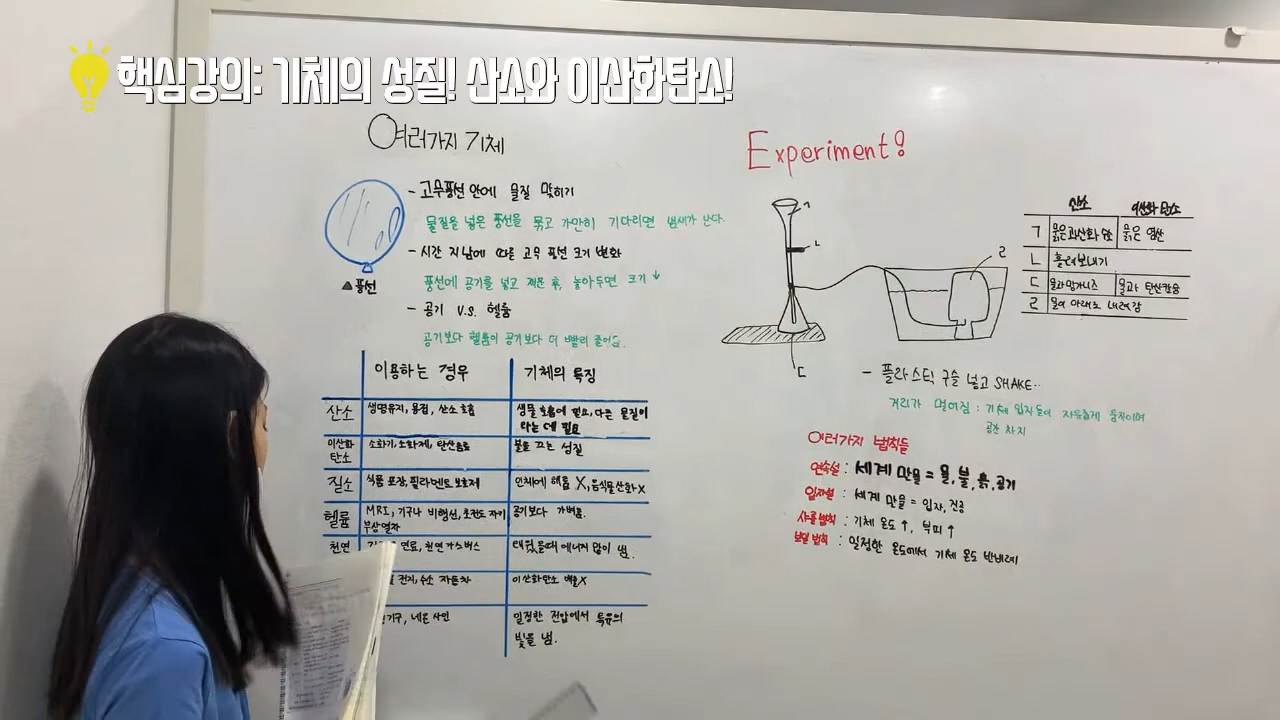 핵심강의: 기체의 성질! 산소와 이산화탄소!
여러가지 기체
- 고무풍선 안에 물질 맞히기
물질을 넣은 풍선을 묶고 가만히 기다리면 냄새가 난다.
- 시간 지남에 따른 고무 풍선 크기 변화
풍선에 공기를 넣고 놓아두면 크기↓
▲풍선
- 공기 V.S. 헬륨
공기보다 헬륨이 공기보다 더 빨리 줄어듦.
이용하는 경우 기체의 특징
산소 생명유지, 용접, 산소 호흡 생물 호흡에 필요, 다른 물질이
타는 데 필요
이산화
탄소 소화기, 소화제, 탄산음료 불을 끄는 성질
질소 식품 포장, 필라멘트 보호제 인체에 해롭 X, 음식물산화X
헬륨 MRI, 기구나 비행선, 초전도 자기
부상열차 공기보다 가벼움.
천연 연료, 천연가스버스 태웠을때 에너지 많이 냄.
전지, 수소 자동차 이산화탄소 배출X
기구, 네온 사인 일정한 전압에서 특유의
빛을 냄.
Experiment!
ㄱ
ㄴ
ㄷ
ㄹ
산소 이산화탄소
ㄱ 묽은과산화 묽은 염산
ㄴ 흘려보내기
ㄷ 물과망가니즈 물과 탄산칼슘
ㄹ 물이 아래로 내려감
- 플라스틱 구슬 넣고 SHAKE..
거리가 멀어짐 : 기체 입자들이 자유롭게 움직이며
공간 차지
여러가지 법칙들
연속설 : 세계 만물 = 물, 불, 흙, 공기
입자설 : 세계 만물 = 입자, 진공
샤를 법칙 : 기체 온도↑, 부피↑
보일 법칙 : 일정한 온도에서 기체 온도 반비례